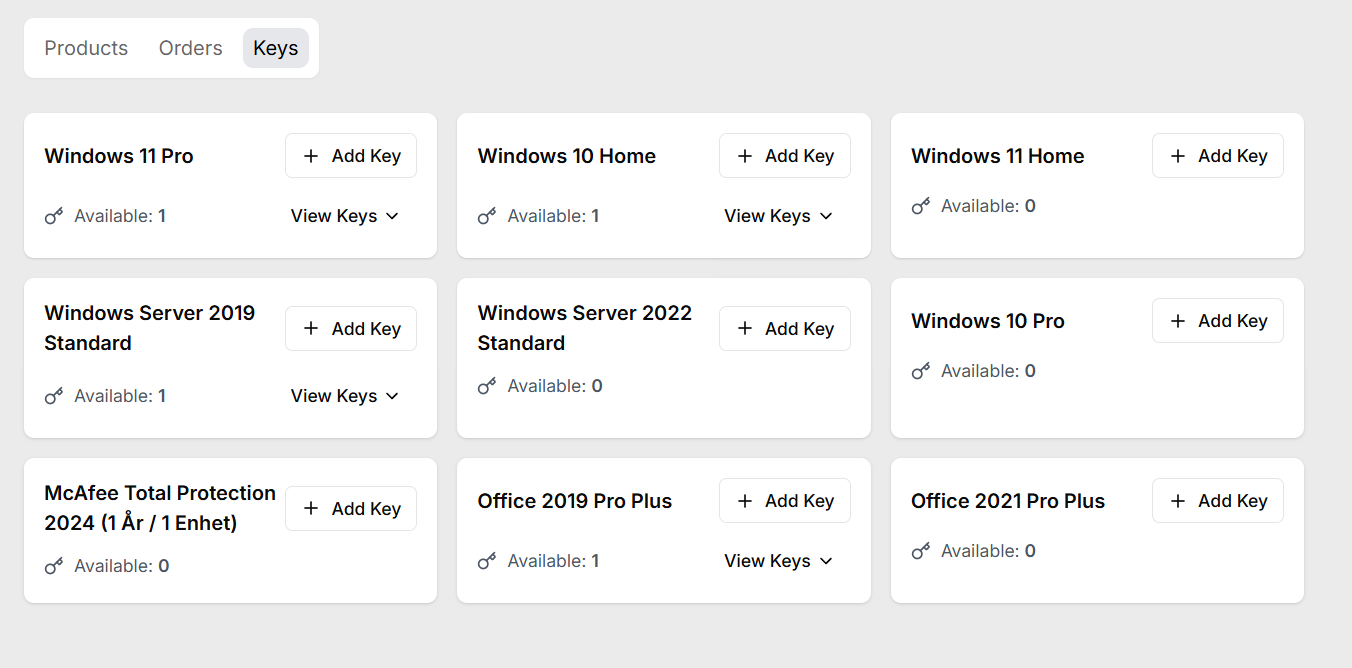 Products Orders Keys
Windows 11 Pro
Add Key
Available: 1
View Keys
Windows 10 Home
Add Key
Available: 1
View Keys
Windows 11 Home
Add Key
Available: 0
Windows Server 2019
Standard
Add Key
Available: 1
View Keys
Windows Server 2022
Standard
Add Key
Available: 0
Windows 10 Pro
Add Key
Available: 0
McAfee Total Protection
2024 (1 År / 1 Enhet)
Add Key
Available: 0
Office 2019 Pro Plus
Add Key
Available: 1
View Keys
Office 2021 Pro Plus
Add Key
Available: 0